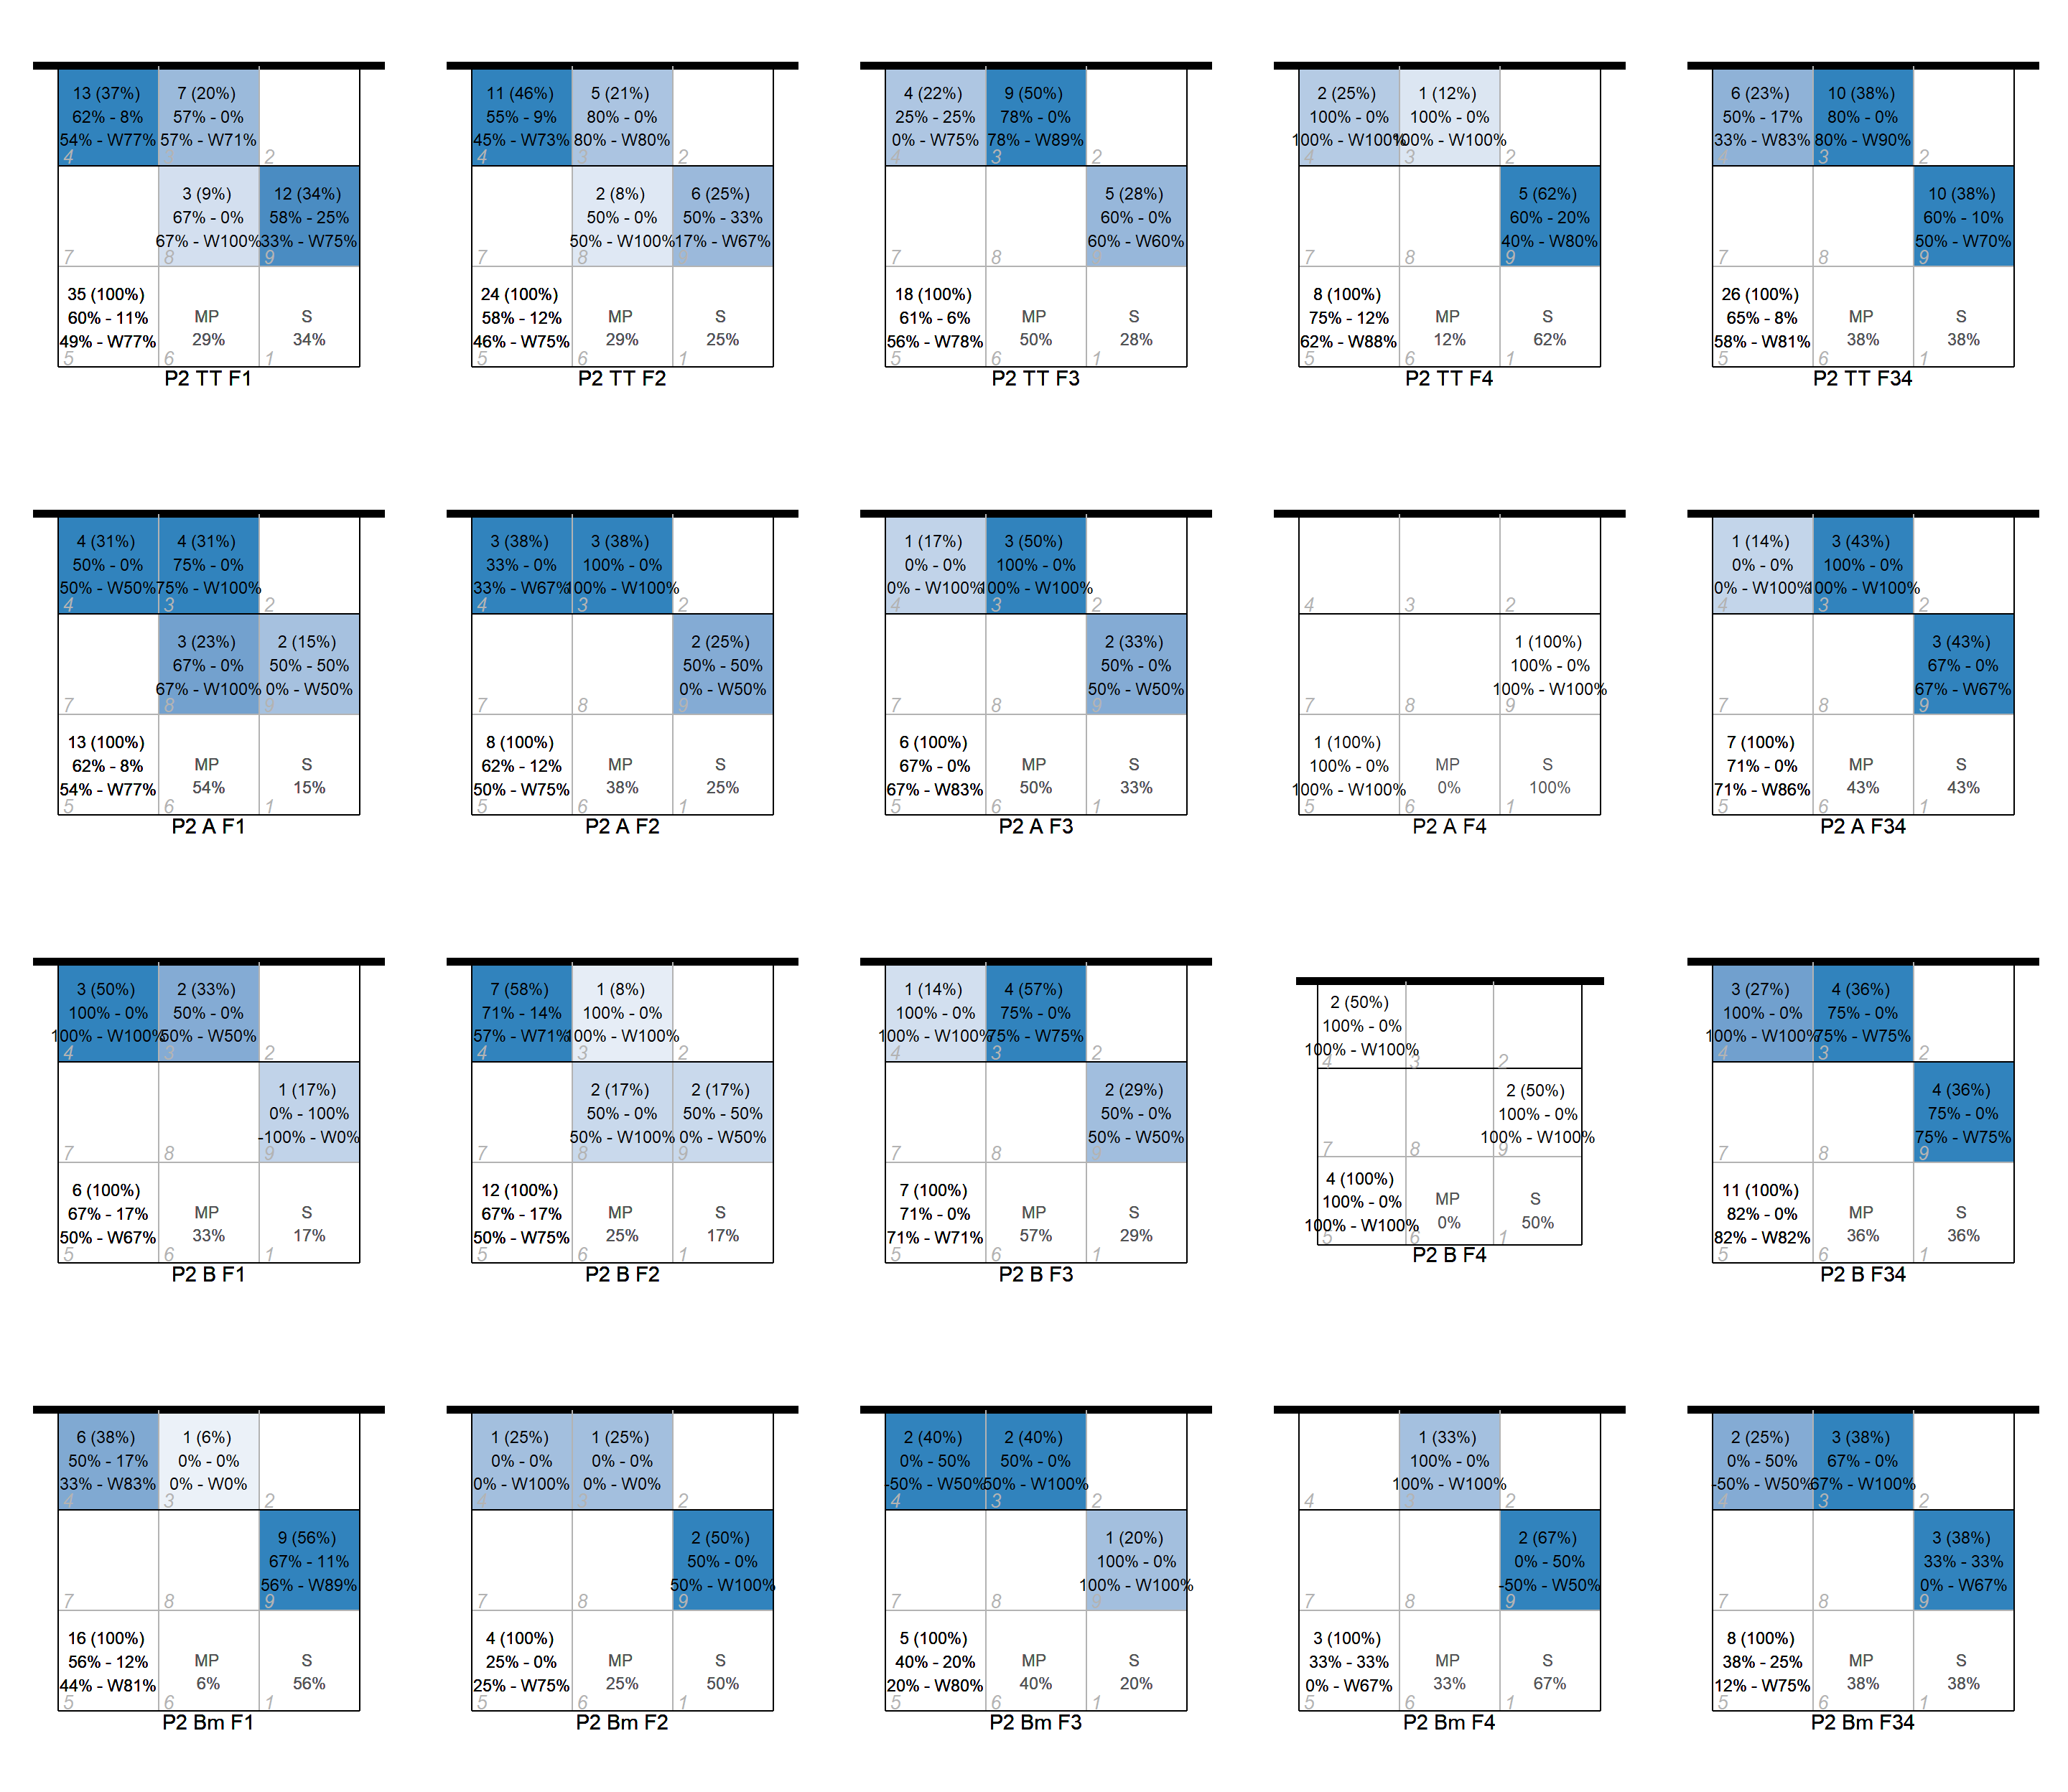 13 (37%)
62% - 8%
54% - W77%
4
7 (20%)
57% - 0%
57% - W71%
3
2
7
3 (9%)
67% - 0%
67% - W100%
8
12 (34%)
58% - 25%
33% - W75%
9
35 (100%)
60% - 11%
49% - W77%
5
MP
29%
6
S
34%
1
P2 TT F1
11 (46%)
55% - 9%
45% - W73%
4
5 (21%)
80% - 0%
80% - W80%
3
2
7
2 (8%)
50% - 0%
50% - W100%
8
6 (25%)
50% - 33%
17% - W67%
9
24 (100%)
58% - 12%
46% - W75%
5
MP
29%
6
S
25%
1
P2 TT F2
4 (22%)
25% - 25%
0% - W75%
4
9 (50%)
78% - 0%
78% - W89%
3
2
7
8
5 (28%)
60% - 0%
60% - W60%
9
18 (100%)
61% - 6%
56% - W78%
5
MP
50%
6
S
28%
1
P2 TT F3
2 (25%)
100% - 0%
100% - W100%
4
1 (12%)
100% - 0%
100% - W100%
3
2
7
8
5 (62%)
60% - 20%
40% - W80%
9
8 (100%)
75% - 12%
62% - W88%
5
MP
12%
6
S
62%
1
P2 TT F4
6 (23%)
50% - 17%
33% - W83%
4
10 (38%)
80% - 0%
80% - W90%
3
2
7
8
10 (38%)
60% - 10%
50% - W70%
9
26 (100%)
65% - 8%
58% - W81%
5
MP
38%
6
S
38%
1
P2 TT F34
4 (31%)
50% - 0%
50% - W50%
4
4 (31%)
75% - 0%
75% - W100%
3
2
7
3 (23%)
67% - 0%
67% - W100%
8
2 (15%)
50% - 50%
0% - W50%
9
13 (100%)
62% - 8%
54% - W77%
5
MP
54%
6
S
15%
1
P2 A F1
3 (38%)
33% - 0%
33% - W67%
4
3 (38%)
100% - 0%
100% - W100%
3
2
7
8
2 (25%)
50% - 50%
0% - W50%
9
8 (100%)
62% - 12%
50% - W75%
5
MP
38%
6
S
25%
1
P2 A F2
1 (17%)
0% - 0%
0% - W100%
4
3 (50%)
100% - 0%
100% - W100%
3
2
7
8
2 (33%)
50% - 0%
50% - W50%
9
6 (100%)
67% - 0%
67% - W83%
5
MP
50%
6
S
33%
1
P2 A F3
4
3
2
7
8
1 (100%)
100% - 0%
100% - W100%
9
1 (100%)
100% - 0%
100% - W100%
5
MP
0%
6
S
100%
1
P2 A F4
1 (14%)
0% - 0%
0% - W100%
4
3 (43%)
100% - 0%
100% - W100%
3
2
7
8
3 (43%)
67% - 0%
67% - W67%
9
7 (100%)
71% - 0%
71% - W86%
5
MP
43%
6
S
43%
1
P2 A F34
3 (50%)
100% - 0%
100% - W100%
4
2 (33%)
50% - 0%
50% - W50%
3
2
7
8
1 (17%)
0% - 100%
-100% - W0%
9
6 (100%)
67% - 17%
50% - W67%
5
MP
33%
6
S
17%
1
P2 B F1
7 (58%)
71% - 14%
57% - W71%
4
1 (8%)
100% - 0%
100% - W100%
3
2
7
2 (17%)
50% - 0%
50% - W100%
8
2 (17%)
50% - 50%
0% - W50%
9
12 (100%)
67% - 17%
50% - W75%
5
MP
25%
6
S
17%
1
P2 B F2
1 (14%)
100% - 0%
100% - W100%
4
4 (57%)
75% - 0%
75% - W75%
3
2
7
8
2 (29%)
50% - 0%
50% - W50%
9
7 (100%)
71% - 0%
71% - W71%
5
MP
57%
6
S
29%
1
P2 B F3
2 (50%)
100% - 0%
100% - W100%
4
3
2
7
8
2 (50%)
100% - 0%
100% - W100%
9
4 (100%)
100% - 0%
100% - W100%
5
MP
0%
6
S
50%
1
P2 B F4
3 (27%)
100% - 0%
100% - W100%
4
4 (36%)
75% - 0%
75% - W75%
3
2
7
8
4 (36%)
75% - 0%
75% - W75%
9
11 (100%)
82% - 0%
82% - W82%
5
MP
36%
6
S
36%
1
P2 B F34
6 (38%)
50% - 17%
33% - W83%
4
1 (6%)
0% - 0%
0% - W0%
3
2
7
8
9 (56%)
67% - 11%
56% - W89%
9
16 (100%)
56% - 12%
44% - W81%
5
MP
6%
6
S
56%
1
P2 Bm F1
1 (25%)
0% - 0%
0% - W100%
4
1 (25%)
0% - 0%
0% - W0%
3
2
7
8
2 (50%)
50% - 0%
50% - W100%
9
4 (100%)
25% - 0%
25% - W75%
5
MP
25%
6
S
50%
1
P2 Bm F2
2 (40%)
0% - 50%
-50% - W50%
4
2 (40%)
50% - 0%
50% - W100%
3
2
7
8
1 (20%)
100% - 0%
100% - W100%
9
5 (100%)
40% - 20%
20% - W80%
5
MP
40%
6
S
20%
1
P2 Bm F3
4
1 (33%)
100% - 0%
100% - W100%
3
2
7
8
2 (67%)
0% - 50%
-50% - W50%
9
3 (100%)
33% - 33%
0% - W67%
5
MP
33%
6
S
67%
1
P2 Bm F4
2 (25%)
0% - 50%
-50% - W50%
4
3 (38%)
67% - 0%
67% - W100%
3
2
7
8
3 (38%)
33% - 33%
0% - W67%
9
8 (100%)
38% - 25%
12% - W75%
5
MP
38%
6
S
38%
1
P2 Bm F34